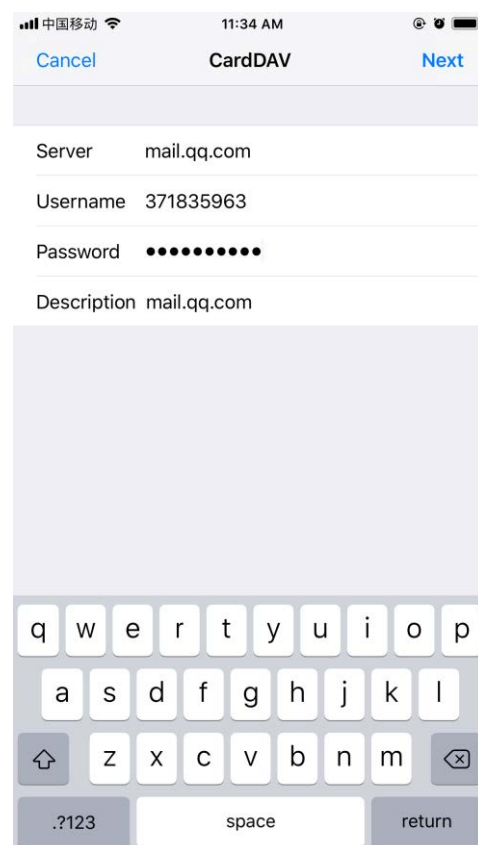 中国移动 11:34 AM
Cancel CardDAV Next
Server mail.qq.com
Username 371835963
Password ●●●●●●●●●●
Description mail.qq.com
q w e r t y u i o p
a s d f g h j k l
z x c v b n m
.?123 space return